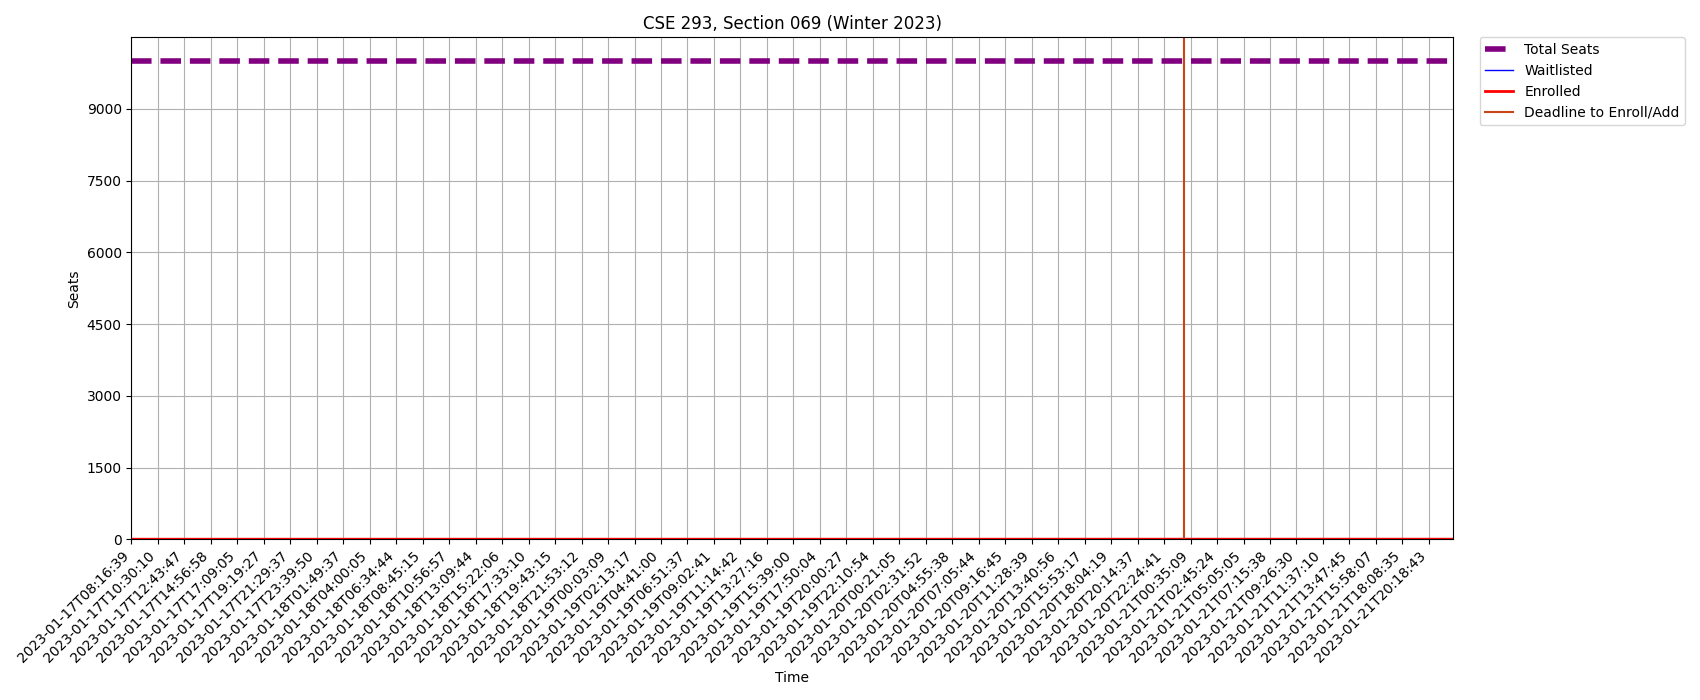 CSE 293, Section 069 (Winter 2023)
Total Seats
Waitlisted
Enrolled
Deadline to Enroll/Add
Seats
9000
7500
6000
4500
3000
1500
0
2023-01-17T08:16:39
2023-01-17T10:30:10
2023-01-17T12:43:47
2023-01-17T14:56:58
2023-01-17T17:09:05
2023-01-17T19:19:27
2023-01-17T21:29:37
2023-01-17T23:39:50
2023-01-18T01:49:37
2023-01-18T04:00:05
2023-01-18T06:34:44
2023-01-18T08:45:15
2023-01-18T10:56:57
2023-01-18T13:09:44
2023-01-18T15:22:06
2023-01-18T17:33:10
2023-01-18T19:43:15
2023-01-18T21:53:12
2023-01-19T00:03:09
2023-01-19T02:13:17
2023-01-19T04:41:00
2023-01-19T06:51:37
2023-01-19T09:02:41
2023-01-19T11:14:42
2023-01-19T13:27:16
2023-01-19T15:39:00
2023-01-19T17:50:04
2023-01-19T20:00:27
2023-01-19T22:10:54
2023-01-20T00:21:05
2023-01-20T02:31:52
2023-01-20T04:55:38
2023-01-20T07:05:44
2023-01-20T09:16:45
2023-01-20T11:28:39
2023-01-20T13:40:56
2023-01-20T15:53:17
2023-01-20T18:04:19
2023-01-20T20:14:37
2023-01-20T22:24:41
2023-01-21T00:35:09
2023-01-21T02:45:24
2023-01-21T05:05:05
2023-01-21T07:15:38
2023-01-21T09:26:30
2023-01-21T11:37:10
2023-01-21T13:47:45
2023-01-21T15:58:07
2023-01-21T18:08:35
2023-01-21T20:18:43
Time